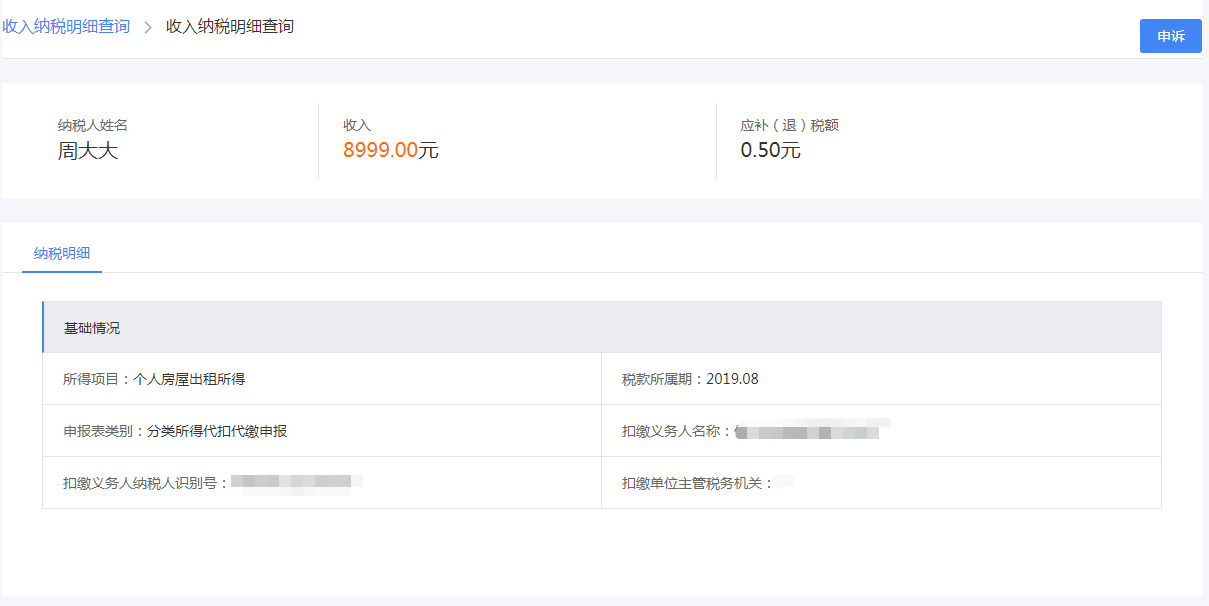 收入纳税明细查询 > 收入纳税明细查询
申诉
纳税人姓名
周大大
收入
8999.00元
应补（退）税额
0.50元
纳税明细
基础情况
所得项目：个人房屋出租所得
税款所属期：2019.08
申报表类别：分类所得代扣代缴申报
扣缴义务人名称：
扣缴义务人纳税人识别号：
扣缴单位主管税务机关：